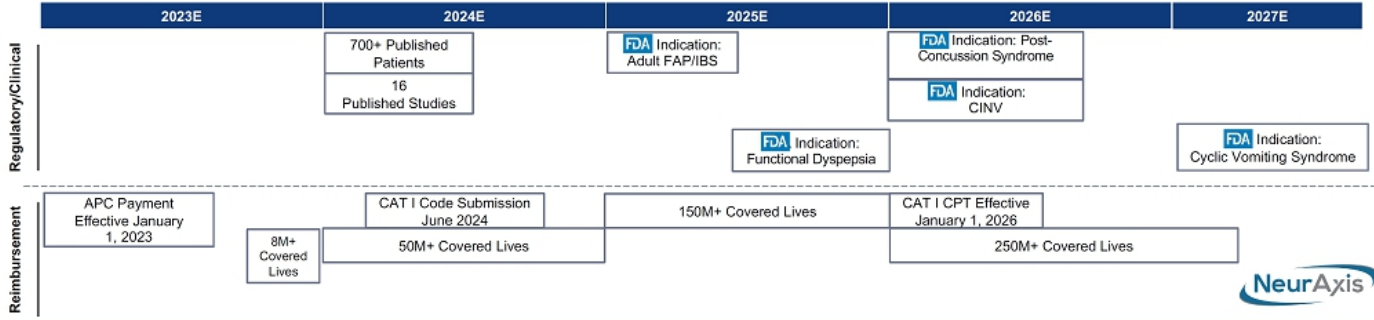 2023E
2024E
2025E
2026E
2027E
Regulatory/Clinical
700+ Published
Patients
16
Published Studies
FDA Indication:
Adult FAP/IBS
FDA Indication:
Functional Dyspepsia
FDA Indication: Post-
Concussion Syndrome
FDA Indication:
CINV
FDA Indication:
Cyclic Vomiting Syndrome
Reimbursement
APC Payment
Effective January
1, 2023
8M+
Covered
Lives
CAT I Code Submission
June 2024
50M+ Covered Lives
150M+ Covered Lives
CAT I CPT Effective
January 1, 2026
250M+ Covered Lives
NeurAxis